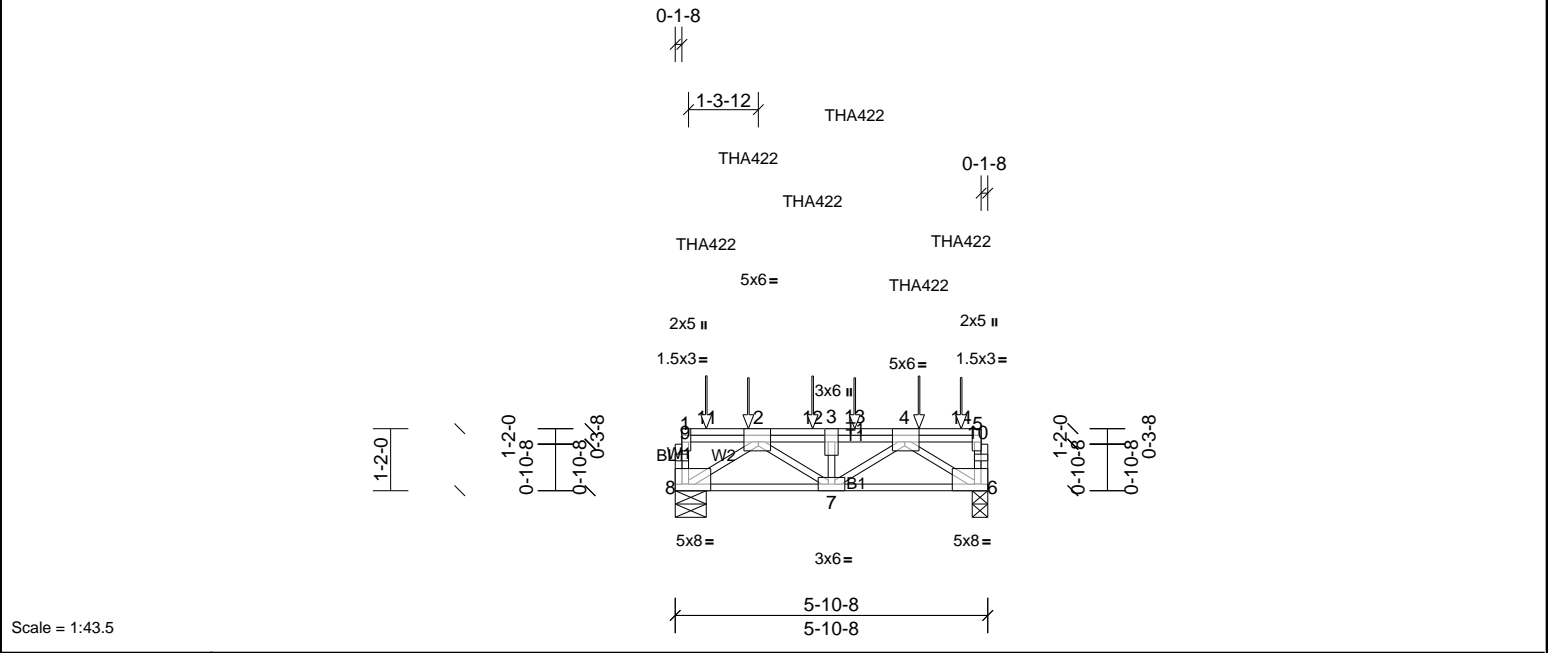 0-1-8
1-3-12
THA422
THA422
0-1-8
THA422
THA422
THA422
5x6=
THA422
2x5 II
2x5 II
1.5x3=
5x6=
1.5x3=
3x6 II
1
11
2
12
3
13
4
14
5
9
T1
10
W1
W2
BL1
8
B1
6
7
1-2-0
1-2-0
0-10-8
0-10-8
0-3-8
1-2-0
0-10-8
0-10-8
0-3-8
5x8=
5x8=
3x6=
5-10-8
5-10-8
Scale = 1:43.5